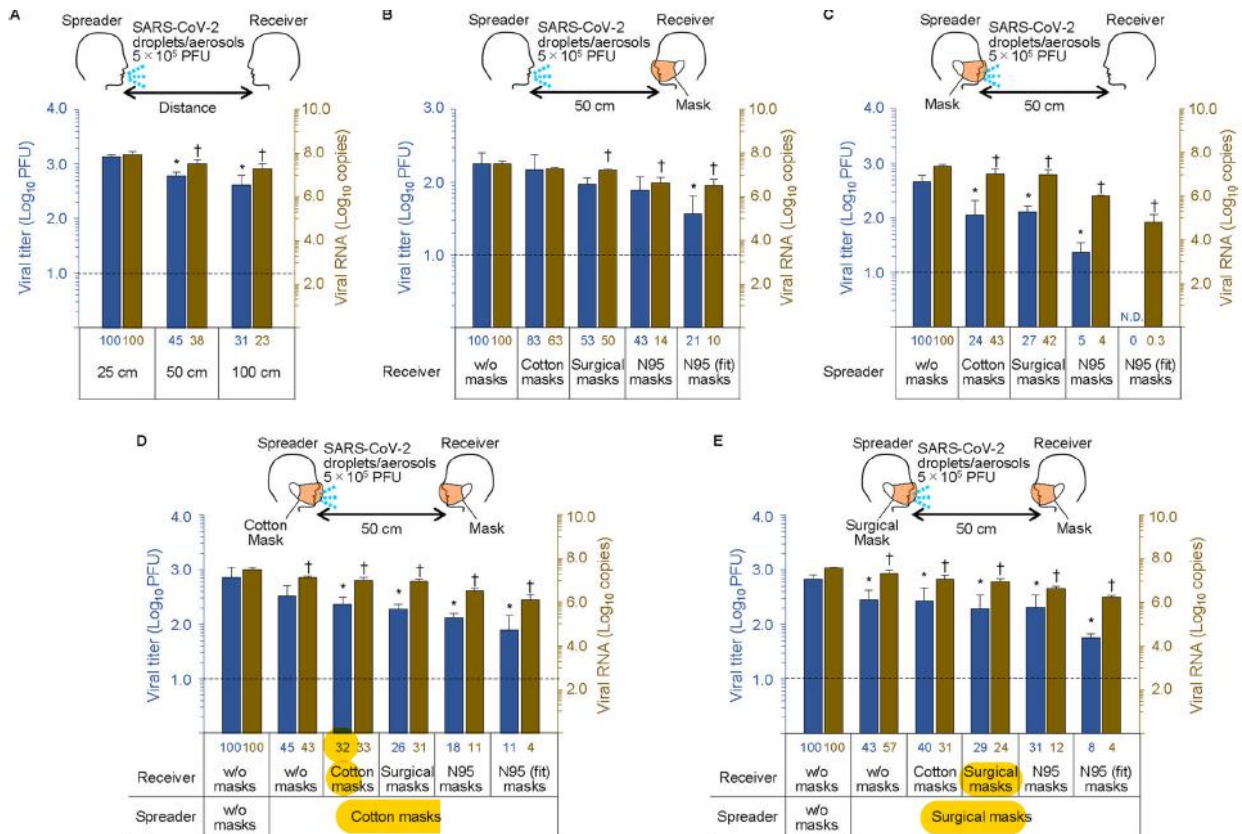 A
Spreader
SARS-CoV-2
droplets/aerosols
5 × 10⁵ PFU
Receiver
Distance
Viral titer (Log₁₀ PFU)
4.0
3.0
2.0
1.0
* †
* †
10.0
8.0
6.0
4.0
2.0
0
Viral RNA (Log₁₀ copies)
100 100 45 38 31 23
25 cm 50 cm 100 cm
B
Spreader
SARS-CoV-2
droplets/aerosols
5 × 10⁵ PFU
Receiver
50 cm
Mask
Viral titer (Log₁₀ PFU)
3.0
2.0
1.0
†
†
* †
10.0
8.0
6.0
4.0
2.0
0
Viral RNA (Log₁₀ copies)
100 100 83 63 53 50 43 14 21 10
Receiver
w/o masks
Cotton masks
Surgical masks
N95 masks
N95 (fit) masks
C
Spreader
SARS-CoV-2
droplets/aerosols
5 × 10⁵ PFU
Receiver
Mask
50 cm
Viral titer (Log₁₀ PFU)
4.0
3.0
2.0
1.0
* †
* †
* †
†
N.D.
10.0
8.0
6.0
4.0
2.0
0
Viral RNA (Log₁₀ copies)
100 100 24 43 27 42 5 4 0 0.3
Spreader
w/o masks
Cotton masks
Surgical masks
N95 masks
N95 (fit) masks
D
Spreader
SARS-CoV-2
droplets/aerosols
5 × 10⁵ PFU
Receiver
Cotton
Mask
50 cm
Mask
Viral titer (Log₁₀ PFU)
4.0
3.0
2.0
1.0
†
* †
* †
* †
* †
10.0
8.0
6.0
4.0
2.0
0
Viral RNA (Log₁₀ copies)
100 100 45 43 32 33 26 31 18 11 11 4
Receiver
w/o masks
w/o masks
Cotton masks
Surgical masks
N95 masks
N95 (fit) masks
Spreader
w/o masks
Cotton masks
E
Spreader
SARS-CoV-2
droplets/aerosols
5 × 10⁵ PFU
Receiver
Surgical
Mask
50 cm
Mask
Viral titer (Log₁₀ PFU)
4.0
3.0
2.0
1.0
* †
* †
* †
* †
* †
10.0
8.0
6.0
4.0
2.0
0
Viral RNA (Log₁₀ copies)
100 100 43 57 40 31 29 24 31 12 8 4
Receiver
w/o masks
w/o masks
Cotton masks
Surgical masks
N95 masks
N95 (fit) masks
Spreader
w/o masks
Surgical masks